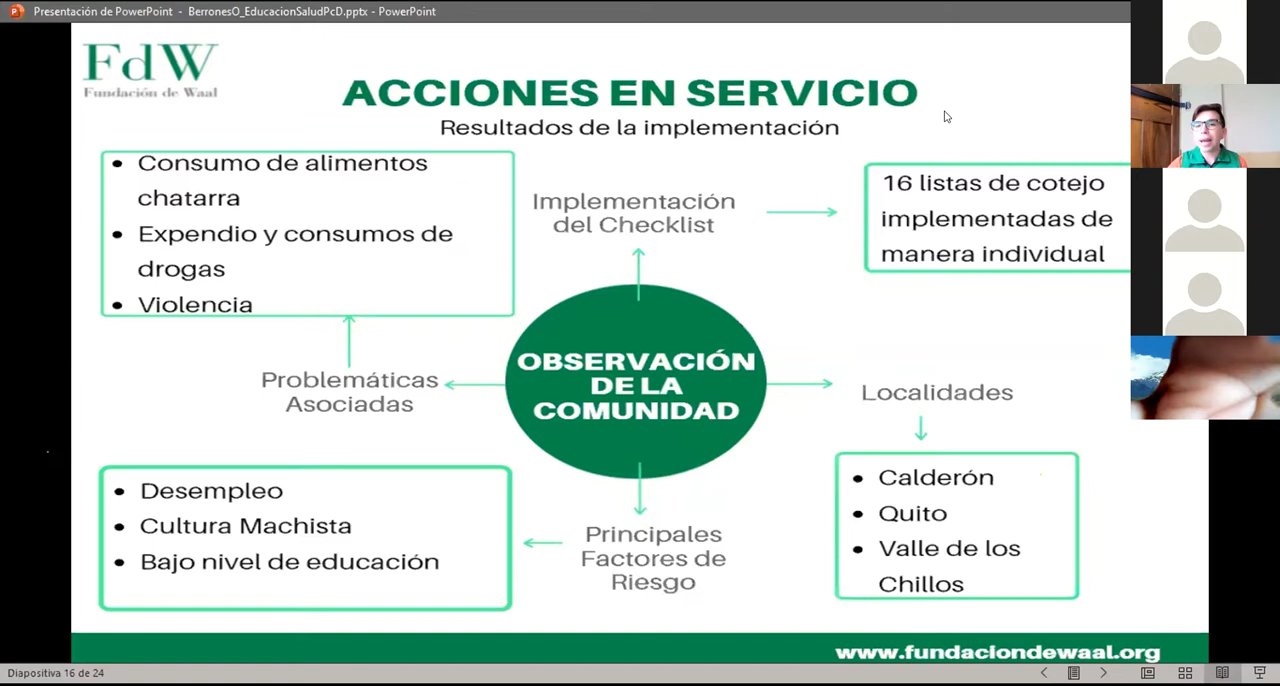 Presentación de PowerPoint - BerronesO_EducacionSaludPcD.pptx - PowerPoint
FdW
Fundación de Waal
ACCIONES EN SERVICIO
Resultados de la implementación
• Consumo de alimentos
chatarra
• Expendio y consumos de
drogas
• Violencia
Implementación
del Checklist
16 listas de cotejo
implementadas de
manera individual
OBSERVACIÓN
DE LA
COMUNIDAD
Problemáticas
Asociadas
Localidades
• Calderón
• Quito
• Valle de los
Chillos
• Desempleo
• Cultura Machista
• Bajo nivel de educación
Principales
Factores de
Riesgo
www.fundaciondewaal.org
Diapositiva 16 de 24